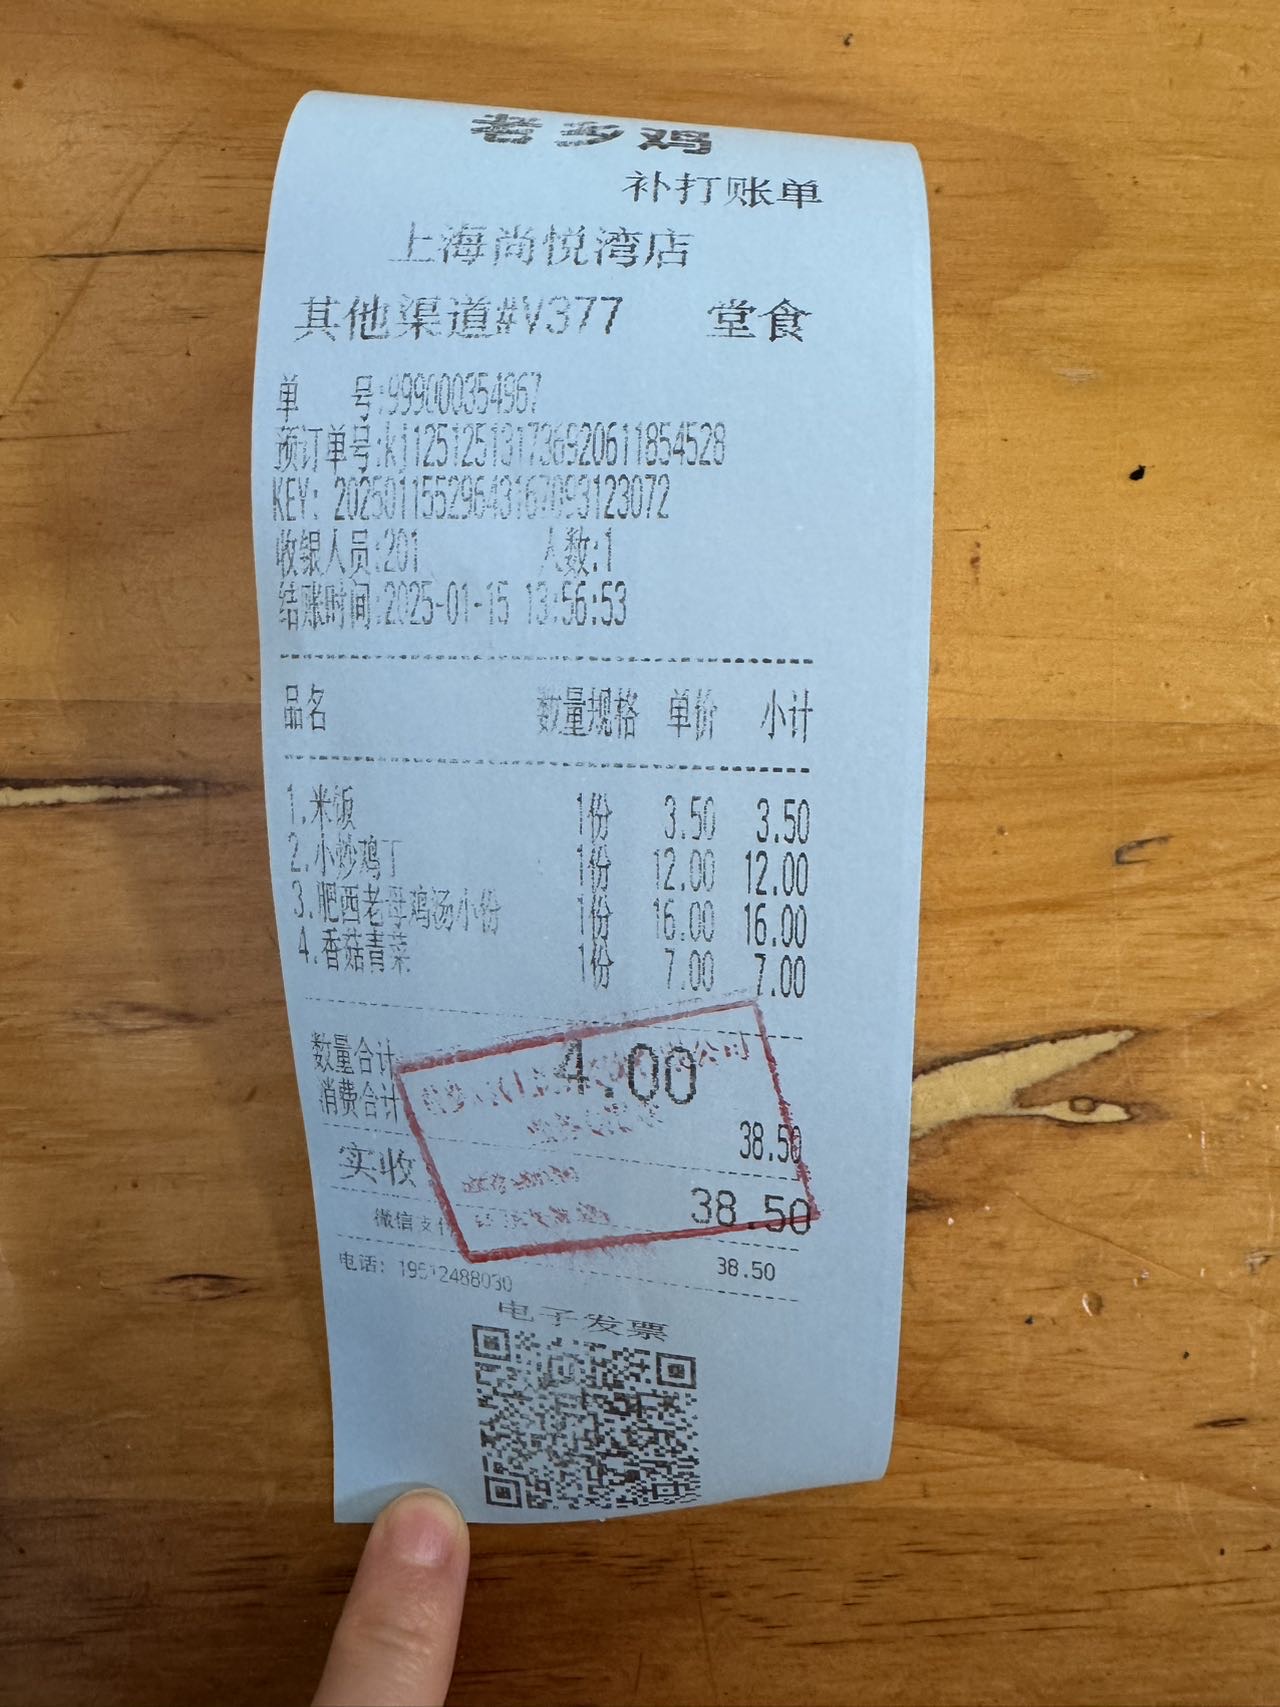 老乡鸡
补打账单
上海尚悦湾店
其他渠道#V377 堂食
单 号:999000354967
预订单号:kj125125131736920611854528
KEY: 20250115529643167093123072
收银人员:201 人数:1
结账时间:2025-01-15 13:56:53
品名 数量规格 单价 小计
1.米饭 1份 3.50 3.50
2.小炒鸡丁 1份 12.00 12.00
3.肥西老母鸡汤小份 1份 16.00 16.00
4.香菇青菜 1份 7.00 7.00
数量合计 4.00
消费合计 38.50
实收 38.50
微信支付 38.50
电话: 19512488030
电子发票